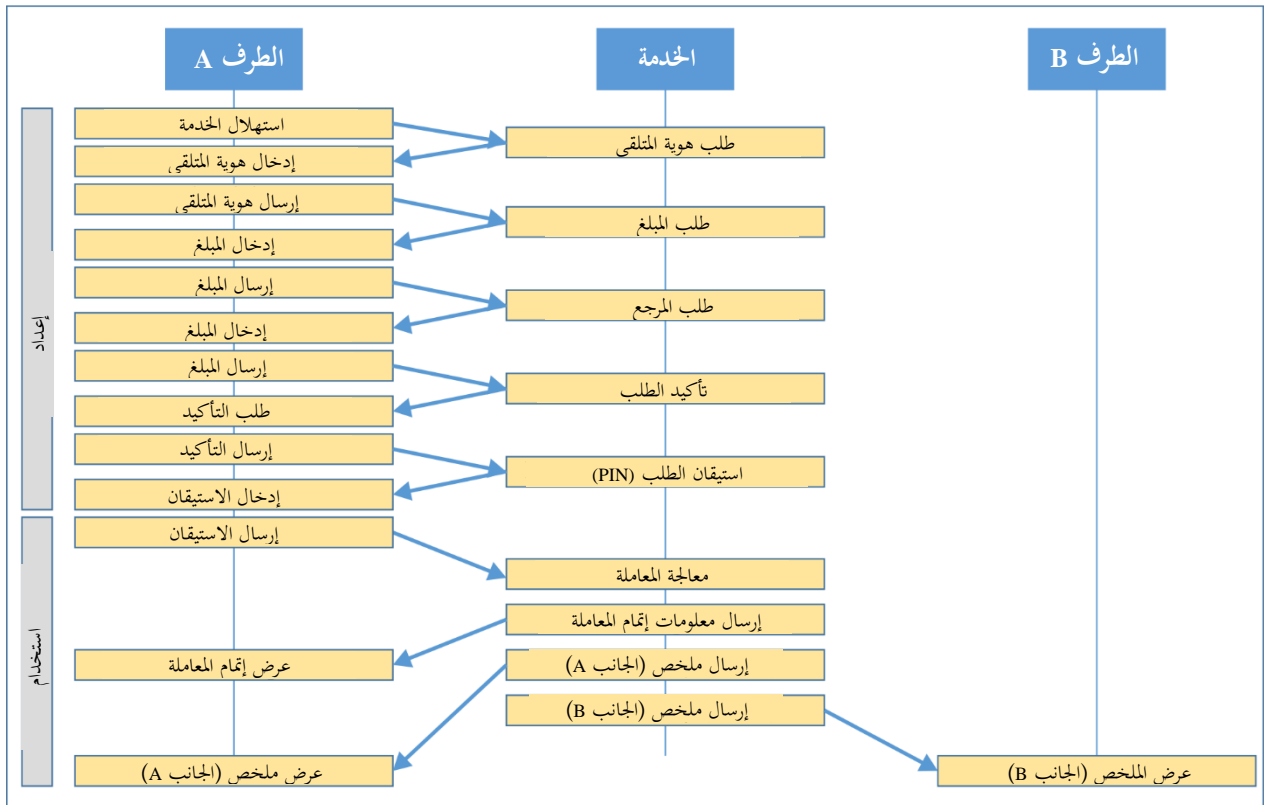 الطرف A
الخدمة
الطرف B
إعداد
استهلال الخدمة
طلب هوية المتلقي
إدخال هوية المتلقي
إرسال هوية المتلقي
طلب المبلغ
إدخال المبلغ
إرسال المبلغ
طلب المرجع
إدخال المبلغ
إرسال المبلغ
تأكيد الطلب
طلب التأكيد
إرسال التأكيد
استيقان الطلب (PIN)
إدخال الاستيقان
استخدام
إرسال الاستيقان
معالجة المعاملة
إرسال معلومات إتمام المعاملة
عرض إتمام المعاملة
إرسال ملخص (الجانب A)
إرسال ملخص (الجانب B)
عرض ملخص (الجانب A)
عرض الملخص (الجانب B)